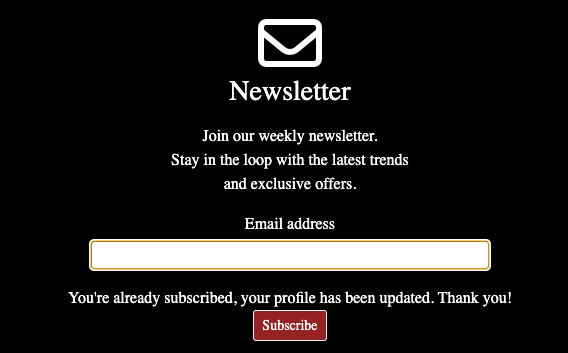 Newsletter
Join our weekly newsletter.
Stay in the loop with the latest trends
and exclusive offers.
Email address
You're already subscribed, your profile has been updated. Thank you!
Subscribe